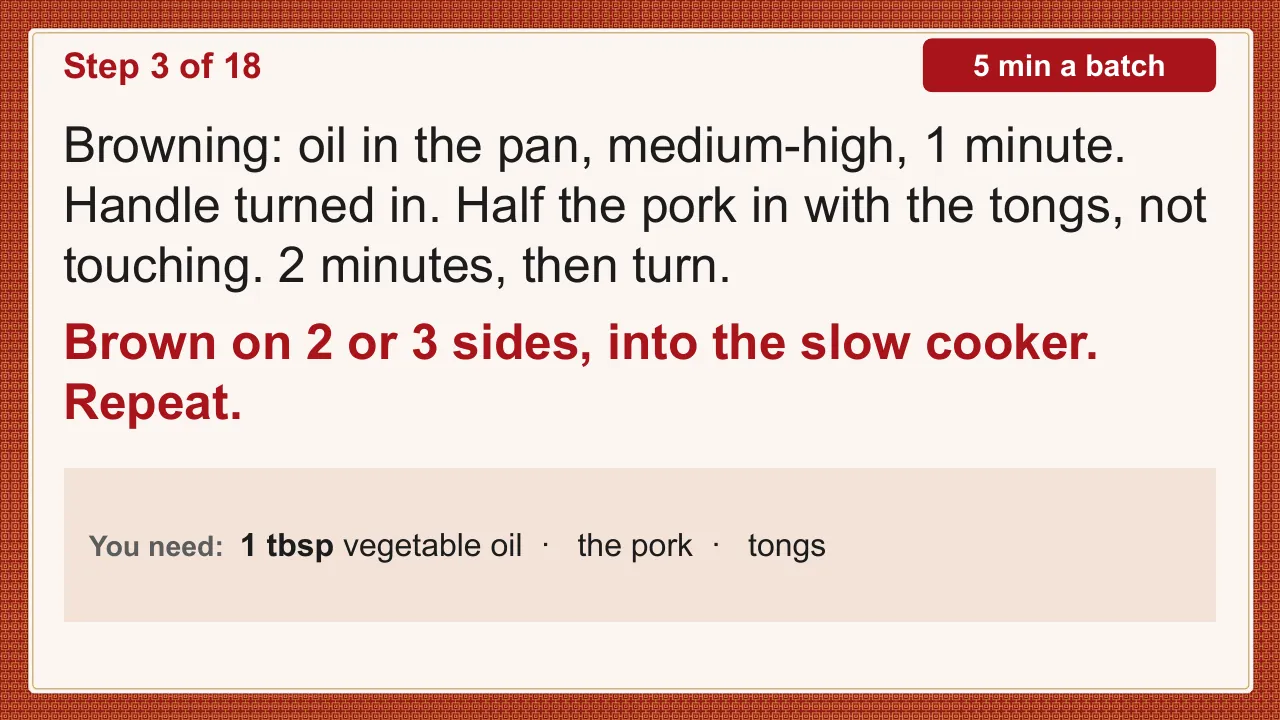 Step 3 of 18
5 min a batch
Browning: oil in the pan, medium-high, 1 minute.
Handle turned in. Half the pork in with the tongs, not
touching. 2 minutes, then turn.
Brown on 2 or 3 sides, into the slow cooker.
Repeat.
You need: 1 tbsp vegetable oil · the pork · tongs